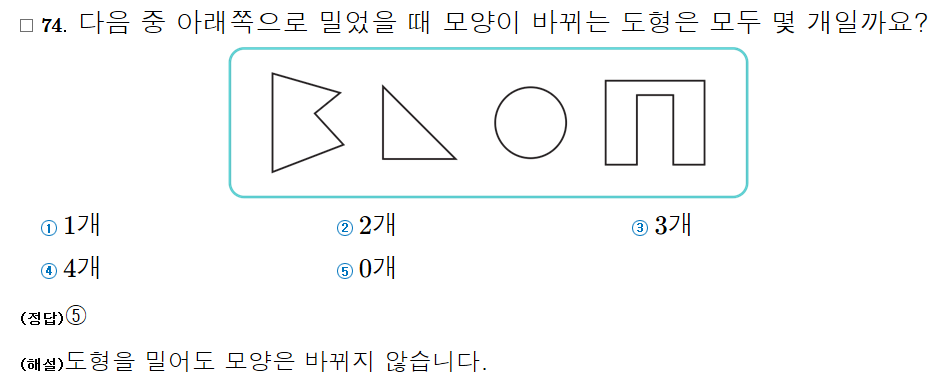 □ 74. 다음 중 아래쪽으로 밀었을 때 모양이 바뀌는 도형은 모두 몇 개일까요?
① 1개 ② 2개 ③ 3개
④ 4개 ⑤ 0개
(정답)⑤
(해설)도형을 밀어도 모양은 바뀌지 않습니다.